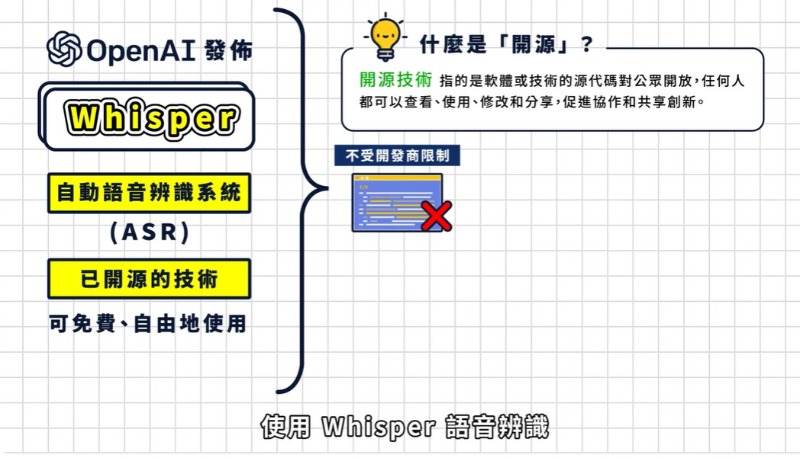 OpenAI 發佈
Whisper
自動語音辨識系統
(ASR)
已開源的技術
可免費、自由地使用
什麼是「開源」?
開源技術 指的是軟體或技術的源代碼對公眾開放,任何人
都可以查看、使用、修改和分享,促進協作和共享創新。
不受開發商限制
使用 Whisper 語音辨識